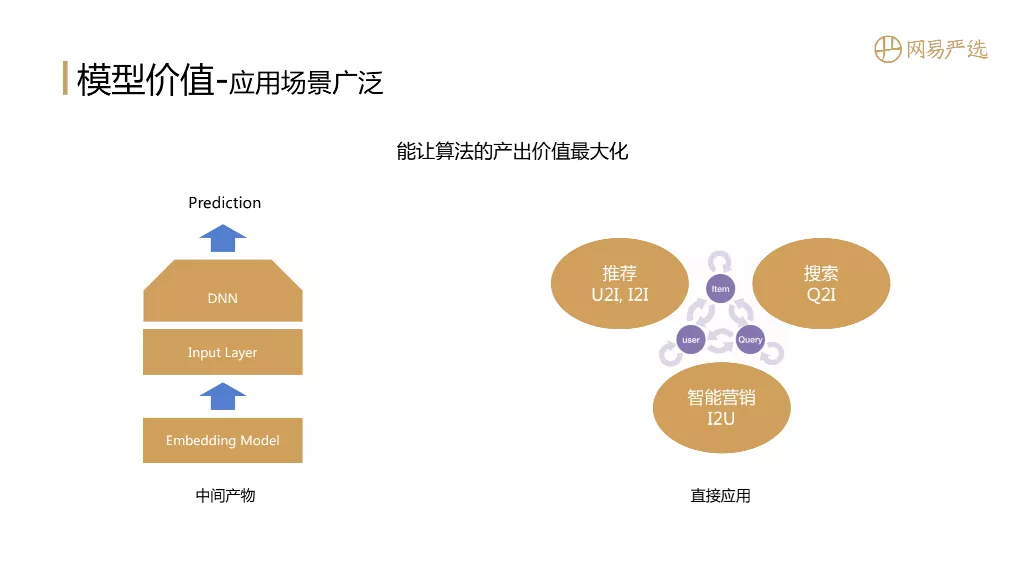 网易严选
模型价值-应用场景广泛
能让算法的产出价值最大化
Prediction
DNN
Input Layer
Embedding Model
中间产物
推荐
U2I, I2I
搜索
Q2I
Item
user
Query
智能营销
I2U
直接应用